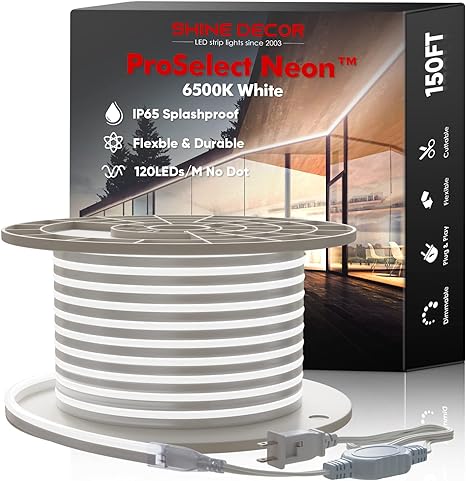 SHINE DECOR
LED strip lights since 2003
ProSelect Neon™
6500K White
IP65 Splashproof
Flexble & Durable
120LEDs/M No Dot
150FT
Cuttable
Flexible
Plug & Play
Dimmable